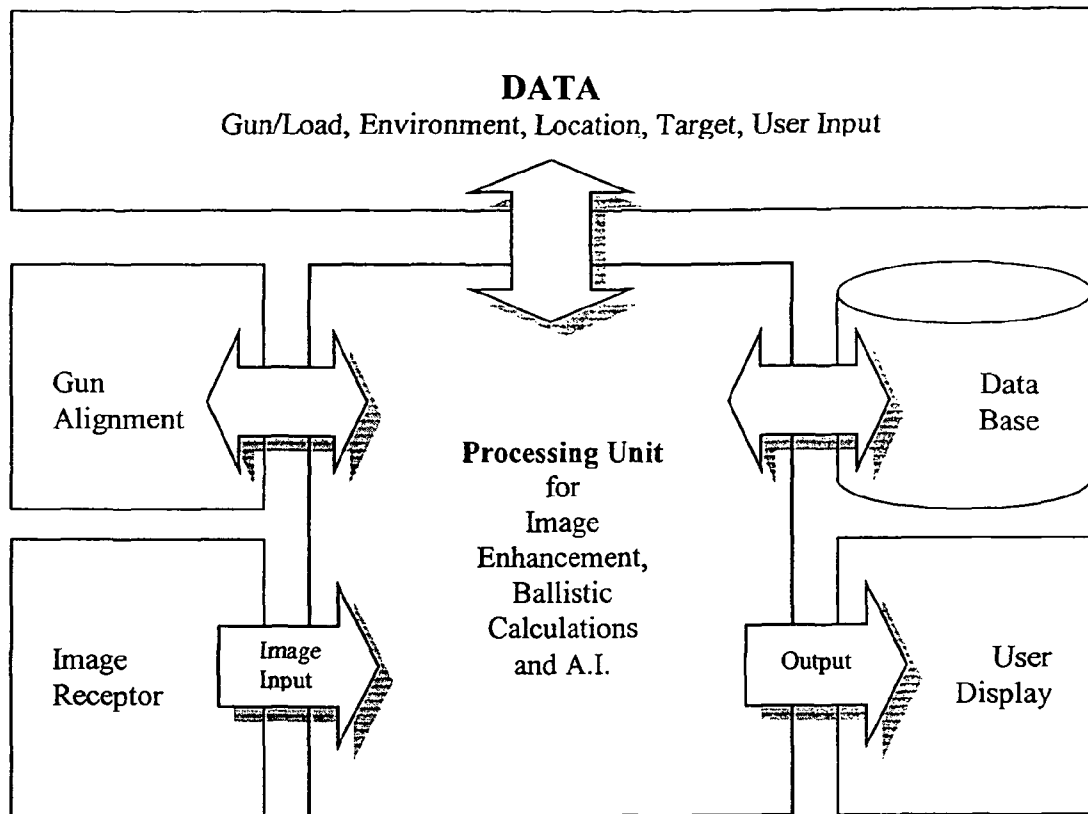 DATA
Gun/Load, Environment, Location, Target, User Input
Gun
Alignment
Data
Base
Processing Unit
for
Image
Enhancement,
Ballistic
Calculations
and A.I.
Image
Receptor
Image
Input
Output
User
Display